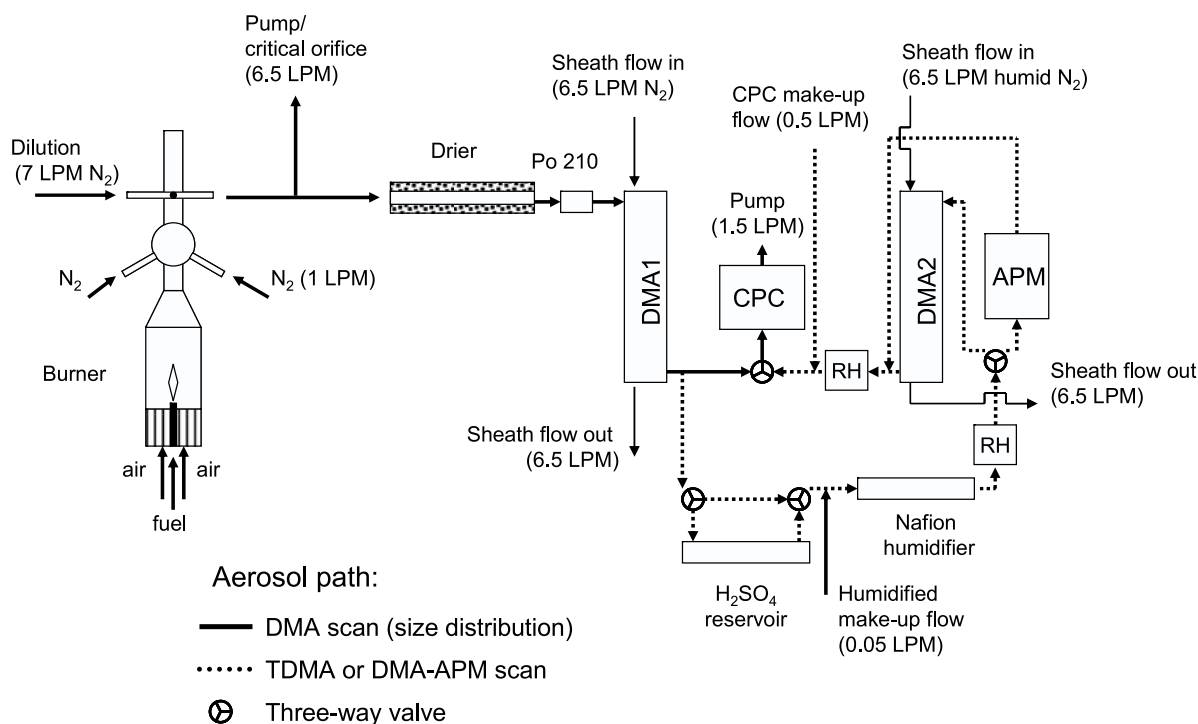 Pump/
critical orifice
(6.5 LPM)
Sheath flow in
(6.5 LPM N₂)
Sheath flow in
(6.5 LPM humid N₂)
CPC make-up
flow (0.5 LPM)
Dilution
(7 LPM N₂)
Drier
Po 210
Pump
(1.5 LPM)
N₂
N₂ (1 LPM)
DMA1
CPC
DMA2
APM
Burner
RH
Sheath flow out
(6.5 LPM)
Sheath flow out
(6.5 LPM)
RH
air
air
fuel
Nafion
humidifier
H₂SO₄
reservoir
Humidified
make-up flow
(0.05 LPM)
Aerosol path:
DMA scan (size distribution)
TDMA or DMA-APM scan
Three-way valve